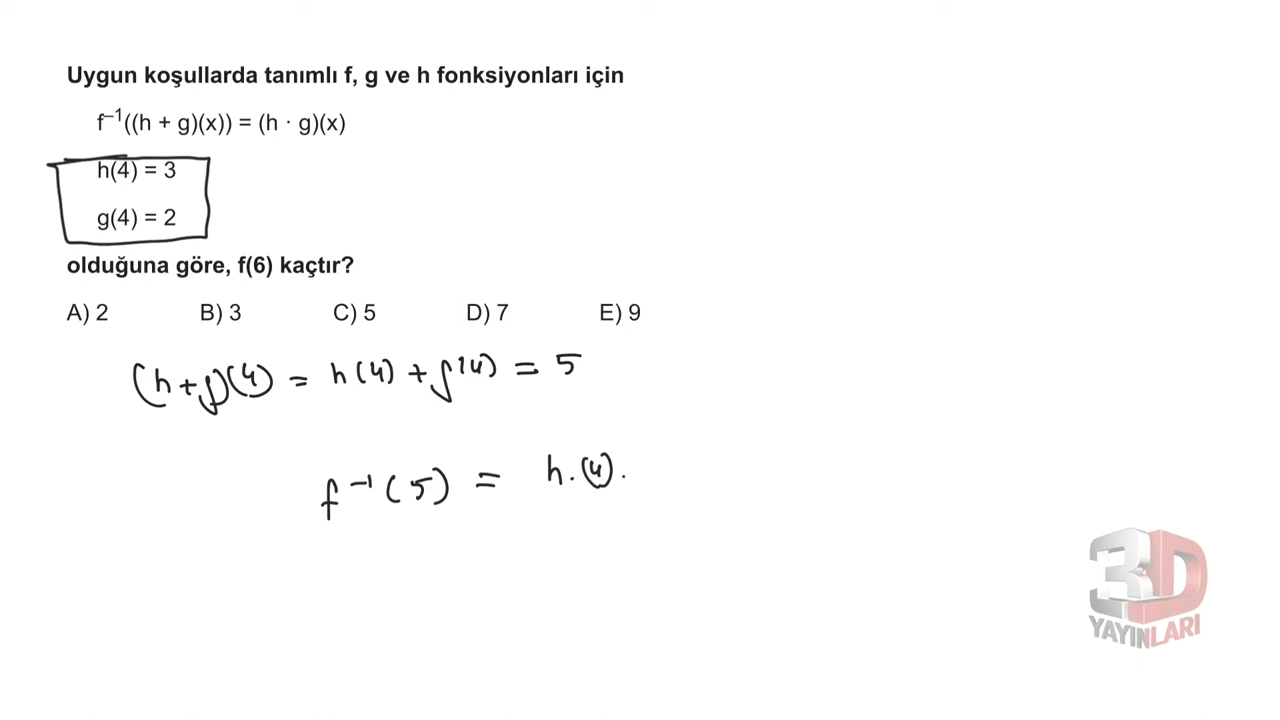 Uygun koşullarda tanımlı f, g ve h fonksiyonları için
f⁻¹((h + g)(x)) = (h · g)(x)
h(4) = 3
g(4) = 2
olduğuna göre, f(6) kaçtır?
A) 2 B) 3 C) 5 D) 7 E) 9
(h+g)(4) = h(4) + g(4) = 5
f⁻¹(5) = h.(4).
3D
YAYINLARI